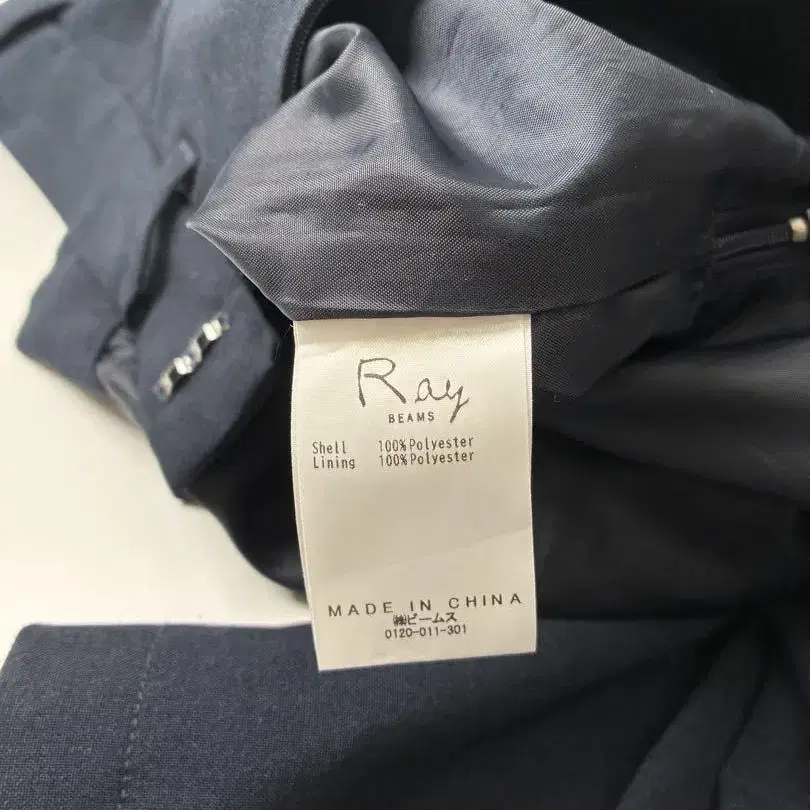 Ray
BEAMS
Shell 100%Polyester
Lining 100%Polyester
MADE IN CHINA
㈱ビームス
0120-011-301